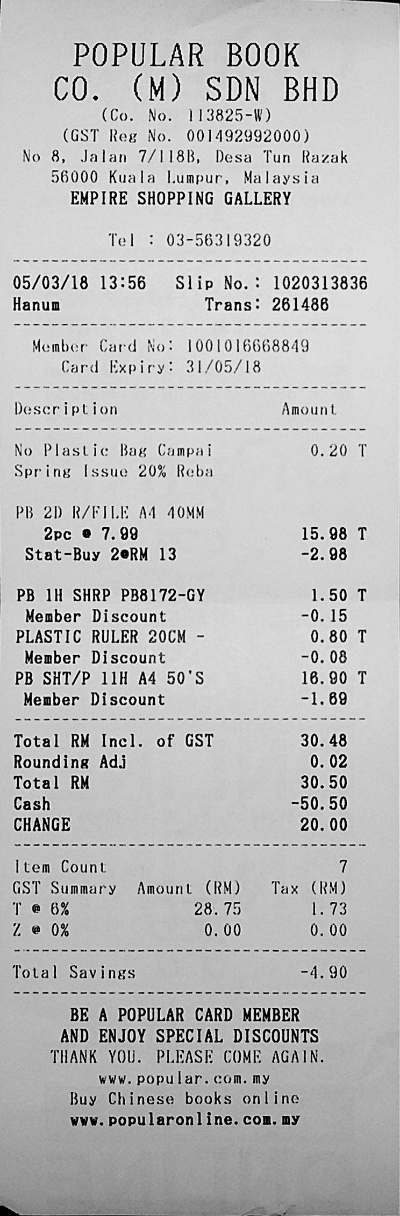 POPULAR BOOK
CO. (M) SDN BHD
(Co. No. 113825-W)
(GST Reg No. 001492992000)
No 8, Jalan 7/118B, Desa Tun Razak
56000 Kuala Lumpur, Malaysia
EMPIRE SHOPPING GALLERY
Tel : 03-56319320
05/03/18 13:56 Slip No.: 1020313836
Hanum Trans: 261486
Member Card No: 1001016668849
Card Expiry: 31/05/18
Description Amount
No Plastic Bag Campai 0.20 T
Spring Issue 20% Reba
PB 2D R/FILE A4 40MM
2pc @ 7.99 15.98 T
Stat-Buy 2@RM 13 -2.98
PB 1H SHRP PB8172-GY 1.50 T
Member Discount -0.15
PLASTIC RULER 20CM - 0.80 T
Member Discount -0.08
PB SHT/P 11H A4 50'S 16.90 T
Member Discount -1.69
Total RM Incl. of GST 30.48
Rounding Adj 0.02
Total RM 30.50
Cash -50.50
CHANGE 20.00
Item Count 7
GST Summary Amount (RM) Tax (RM)
T @ 6% 28.75 1.73
Z @ 0% 0.00 0.00
Total Savings -4.90
BE A POPULAR CARD MEMBER
AND ENJOY SPECIAL DISCOUNTS
THANK YOU. PLEASE COME AGAIN.
www.popular.com.my
Buy Chinese books online
www.popularonline.com.my